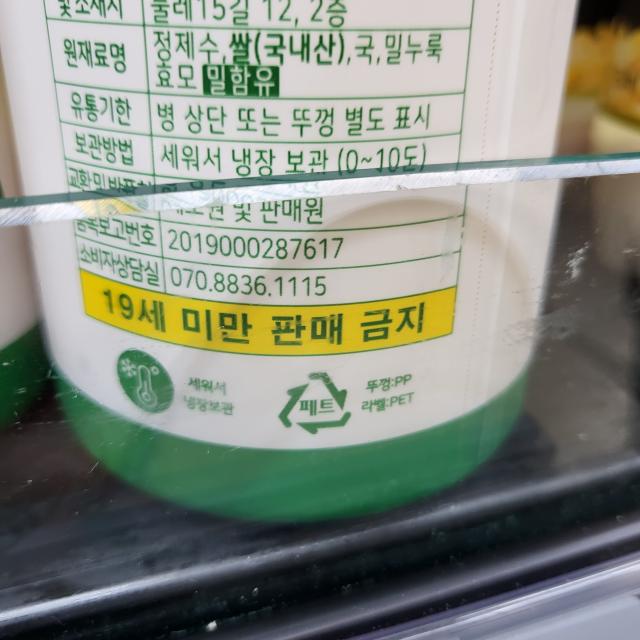 및소재지 들레15길 12, 2층
원재료명 정제수,쌀(국내산),국,밀누룩
효모 밀함유
유통기한 병 상단 또는 뚜껑 별도 표시
보관방법 세워서 냉장 보관 (0~10도)
및 판매원
품목보고번호 2019000287617
소비자상담실 070.8836.1115
19세 미만 판매 금지
세워서
냉장보관
페트
뚜껑:PP
라벨:PET